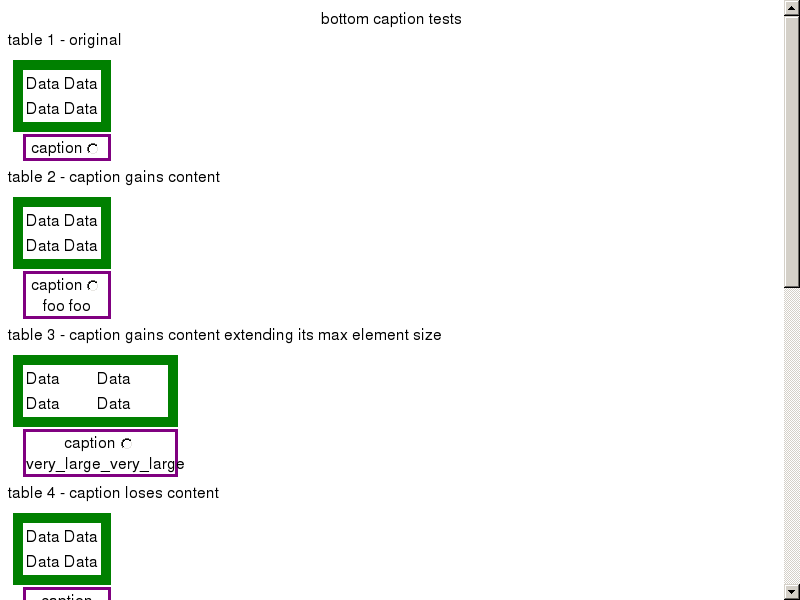 bottom caption tests
table 1 - original
Data Data
Data Data
caption
table 2 - caption gains content
Data Data
Data Data
caption
foo foo
table 3 - caption gains content extending its max element size
Data Data
Data Data
caption
very_large_very_large
table 4 - caption loses content
Data Data
Data Data
caption